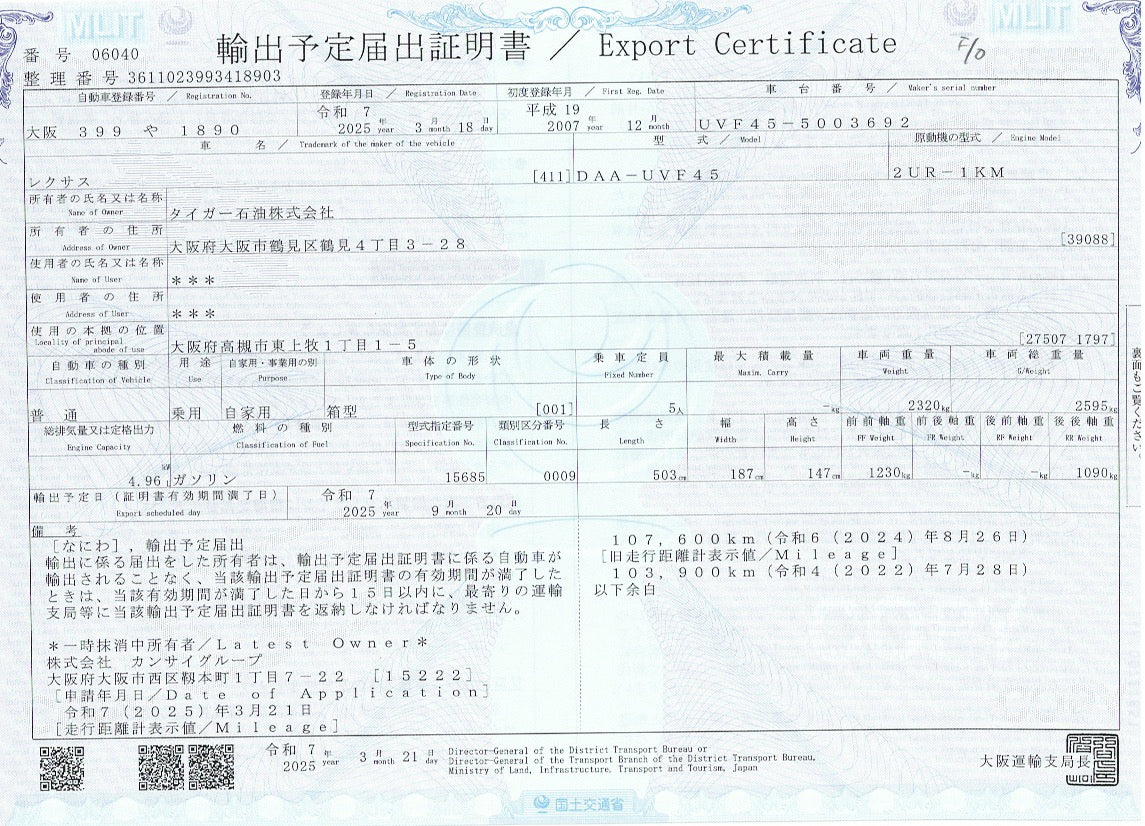 MLIT MLIT
番号 06040
輸出予定届出証明書 / Export Certificate
F/O
整理番号 3611023993418903
自動車登録番号 / Registration No. 登録年月日 / Registration Date 初度登録年月 / First Reg. Date 車台番号 / Maker's serial number
大阪 399 や 1890 令和 7 2025 年 year 3 月 month 18 日 day 平成 19 2007 年 year 12 月 month UVF45-5003692
車名 / Trademark of the maker of the vehicle 型式 / Model 原動機の型式 / Engine Model
レクサス [411] DAA-UVF45 2UR-1KM
所有者の氏名又は名称 Name of Owner タイガー石油株式会社
所有者の住所 Address of Owner 大阪府大阪市鶴見区鶴見4丁目3-28 [39088]
使用者の氏名又は名称 Name of User ***
使用者の住所 Address of User ***
使用の本拠の位置 Locality of principal abode of use 大阪府高槻市東上牧1丁目1-5 [27507 1797]
自動車の種別 Classification of Vehicle 用途 Use 自家用・事業用の別 Purpose 車体の形状 Type of Body 乗車定員 Fixed Number 最大積載量 Maxim. Carry 車両重量 Weight 車両総重量 G/Weight
普通 乗用 自家用 箱型 [001] 5人 -kg 2320kg 2595kg
総排気量又は定格出力 Engine Capacity 燃料の種別 Classification of Fuel 型式指定番号 Specification No. 類別区分番号 Classification No. 長さ Length 幅 Width 高さ Height 前前軸重 FF Weight 前後軸重 FR Weight 後前軸重 RF Weight 後後軸重 RR Weight
4.96 kW l ガソリン 15685 0009 503cm 187cm 147cm 1230kg -kg -kg 1090kg
輸出予定日(証明書有効期間満了日) Export scheduled day 令和 7 2025 年 year 9 月 month 20 日 day
備考
[なにわ],輸出予定届出
輸出に係る届出をした所有者は、輸出予定届出証明書に係る自動車が
輸出されることなく、当該輸出予定届出証明書の有効期間が満了した
ときは、当該有効期間が満了した日から15日以内に、最寄りの運輸
支局等に当該輸出予定届出証明書を返納しなければなりません。
*一時抹消中所有者/Latest Owner*
株式会社 カンサイグループ
大阪府大阪市西区靱本町1丁目7-22 [15222]
[申請年月日/Date of Application]
令和7(2025)年3月21日
[走行距離計表示値/Mileage]
107,600km(令和6(2024)年8月26日)
[旧走行距離計表示値/Mileage]
103,900km(令和4(2022)年7月28日)
以下余白
裏面もご覧ください。
令和 7 2025 年 year 3 月 month 21 日 day
Director-General of the District Transport Bureau or
Director-General of the Transport Branch of the District Transport Bureau,
Ministry of Land, Infrastructure, Transport and Tourism, Japan
大阪運輸支局長
国土交通省